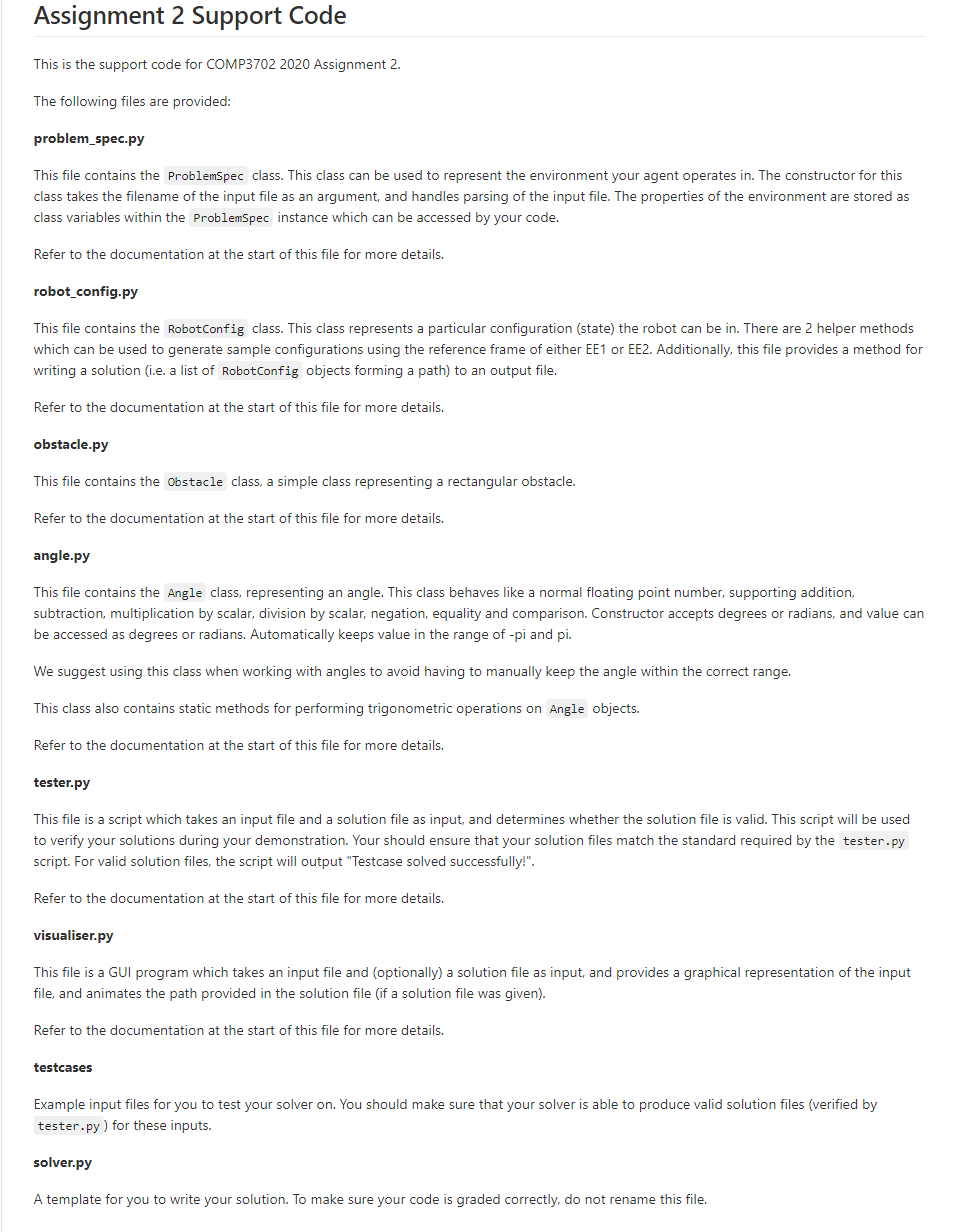 Assignment 2 Support Code
This is the support code for COMP3702 2020 Assignment 2.
The following files are provided:
problem_spec.py
This file contains the ProblemSpec class. This class can be used to represent the environment your agent operates in. The constructor for this
class takes the filename of the input file as an argument, and handles parsing of the input file. The properties of the environment are stored as
class variables within the ProblemSpec instance which can be accessed by your code.
Refer to the documentation at the start of this file for more details.
robot_config.py
This file contains the RobotConfig class. This class represents a particular configuration (state) the robot can be in. There are 2 helper methods
which can be used to generate sample configurations using the reference frame of either EE1 or EE2. Additionally, this file provides a method for
writing a solution (i.e. a list of RobotConfig objects forming a path) to an output file.
Refer to the documentation at the start of this file for more details.
obstacle.py
This file contains the Obstacle class, a simple class representing a rectangular obstacle.
Refer to the documentation at the start of this file for more details.
angle.py
This file contains the Angle class, representing an angle. This class behaves like a normal floating point number, supporting addition,
subtraction, multiplication by scalar, division by scalar, negation, equality and comparison. Constructor accepts degrees or radians, and value can
be accessed as degrees or radians. Automatically keeps value in the range of -pi and pi.
We suggest using this class when working with angles to avoid having to manually keep the angle within the correct range.
This class also contains static methods for performing trigonometric operations on Angle objects.
Refer to the documentation at the start of this file for more details.
tester.py
This file is a script which takes an input file and a solution file as input, and determines whether the solution file is valid. This script will be used
to verify your solutions during your demonstration. Your should ensure that your solution files match the standard required by the tester.py
script. For valid solution files, the script will output "Testcase solved successfully!".
Refer to the documentation at the start of this file for more details.
visualiser.py
This file is a GUI program which takes an input file and (optionally) a solution file as input, and provides a graphical representation of the input
file, and animates the path provided in the solution file (if a solution file was given).
Refer to the documentation at the start of this file for more details.
testcases
Example input files for you to test your solver on. You should make sure that your solver is able to produce valid solution files (verified by
tester.py ) for these inputs.
solver.py
A template for you to write your solution. To make sure your code is graded correctly, do not rename this file.